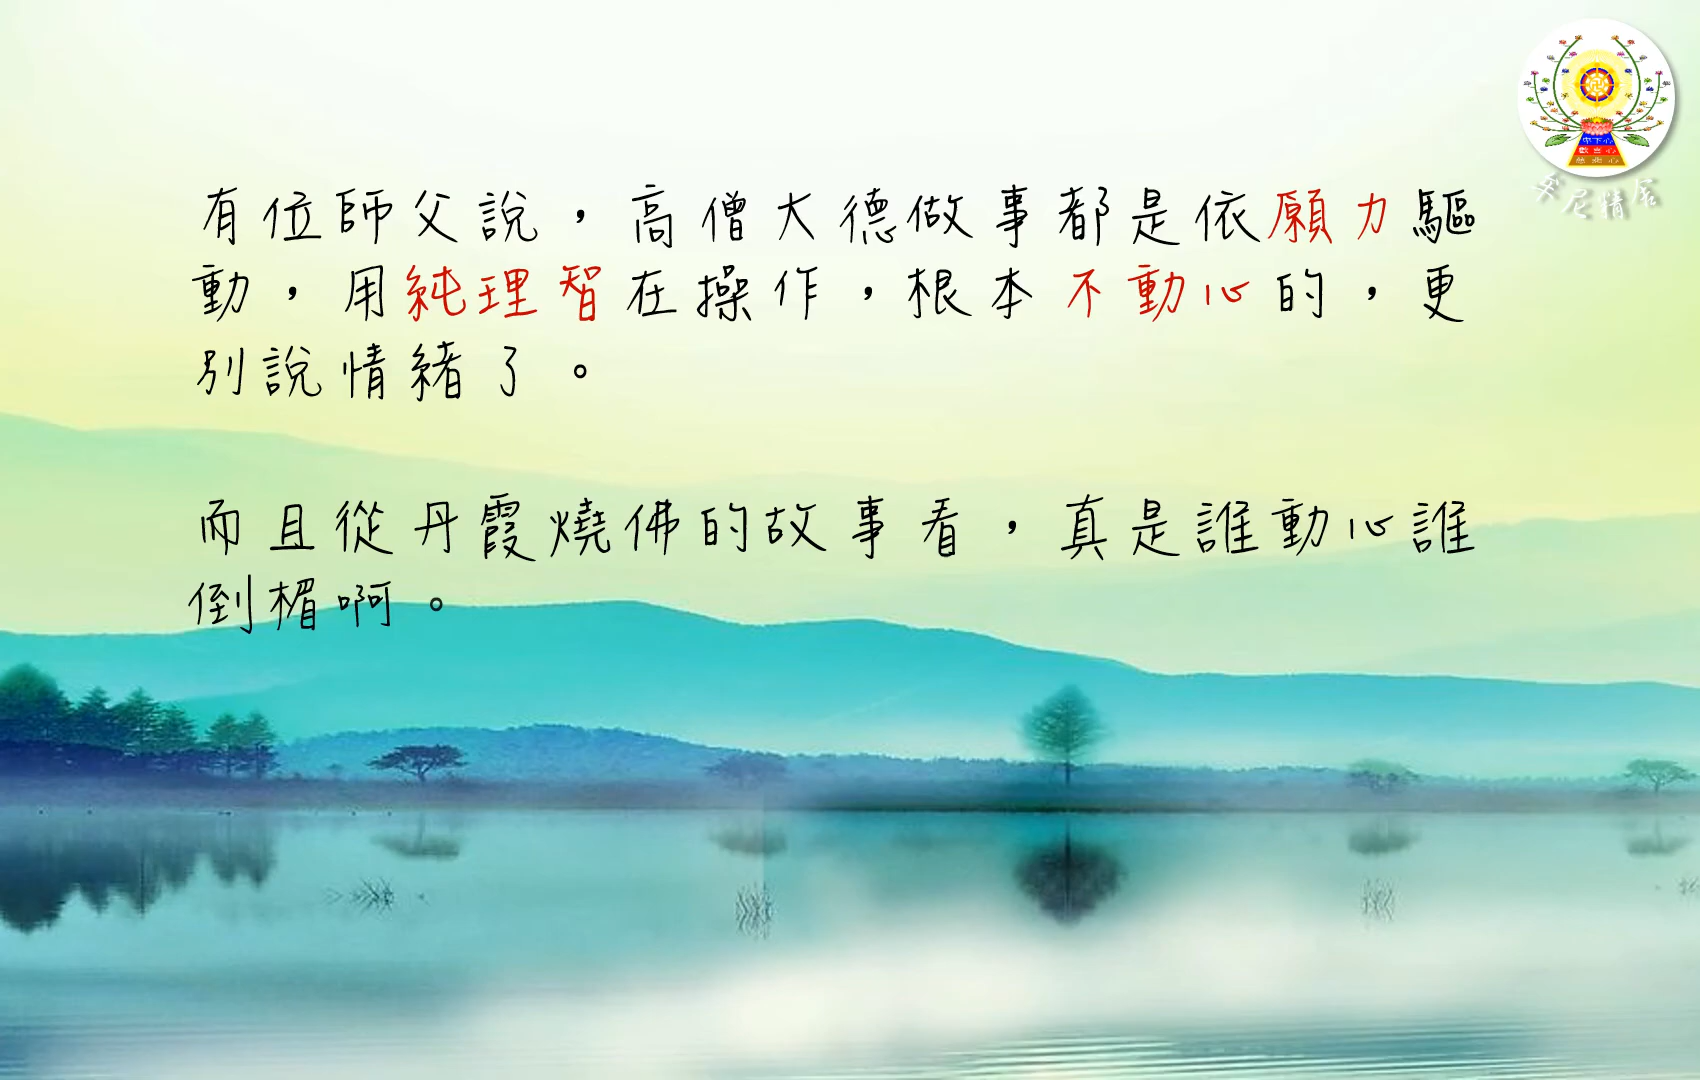 有位師父說，高僧大德做事都是依願力驅
動，用純理智在操作，根本不動心的，更
別說情緒了。
而且從丹霞燒佛的故事看，真是誰動心誰
倒楣啊。